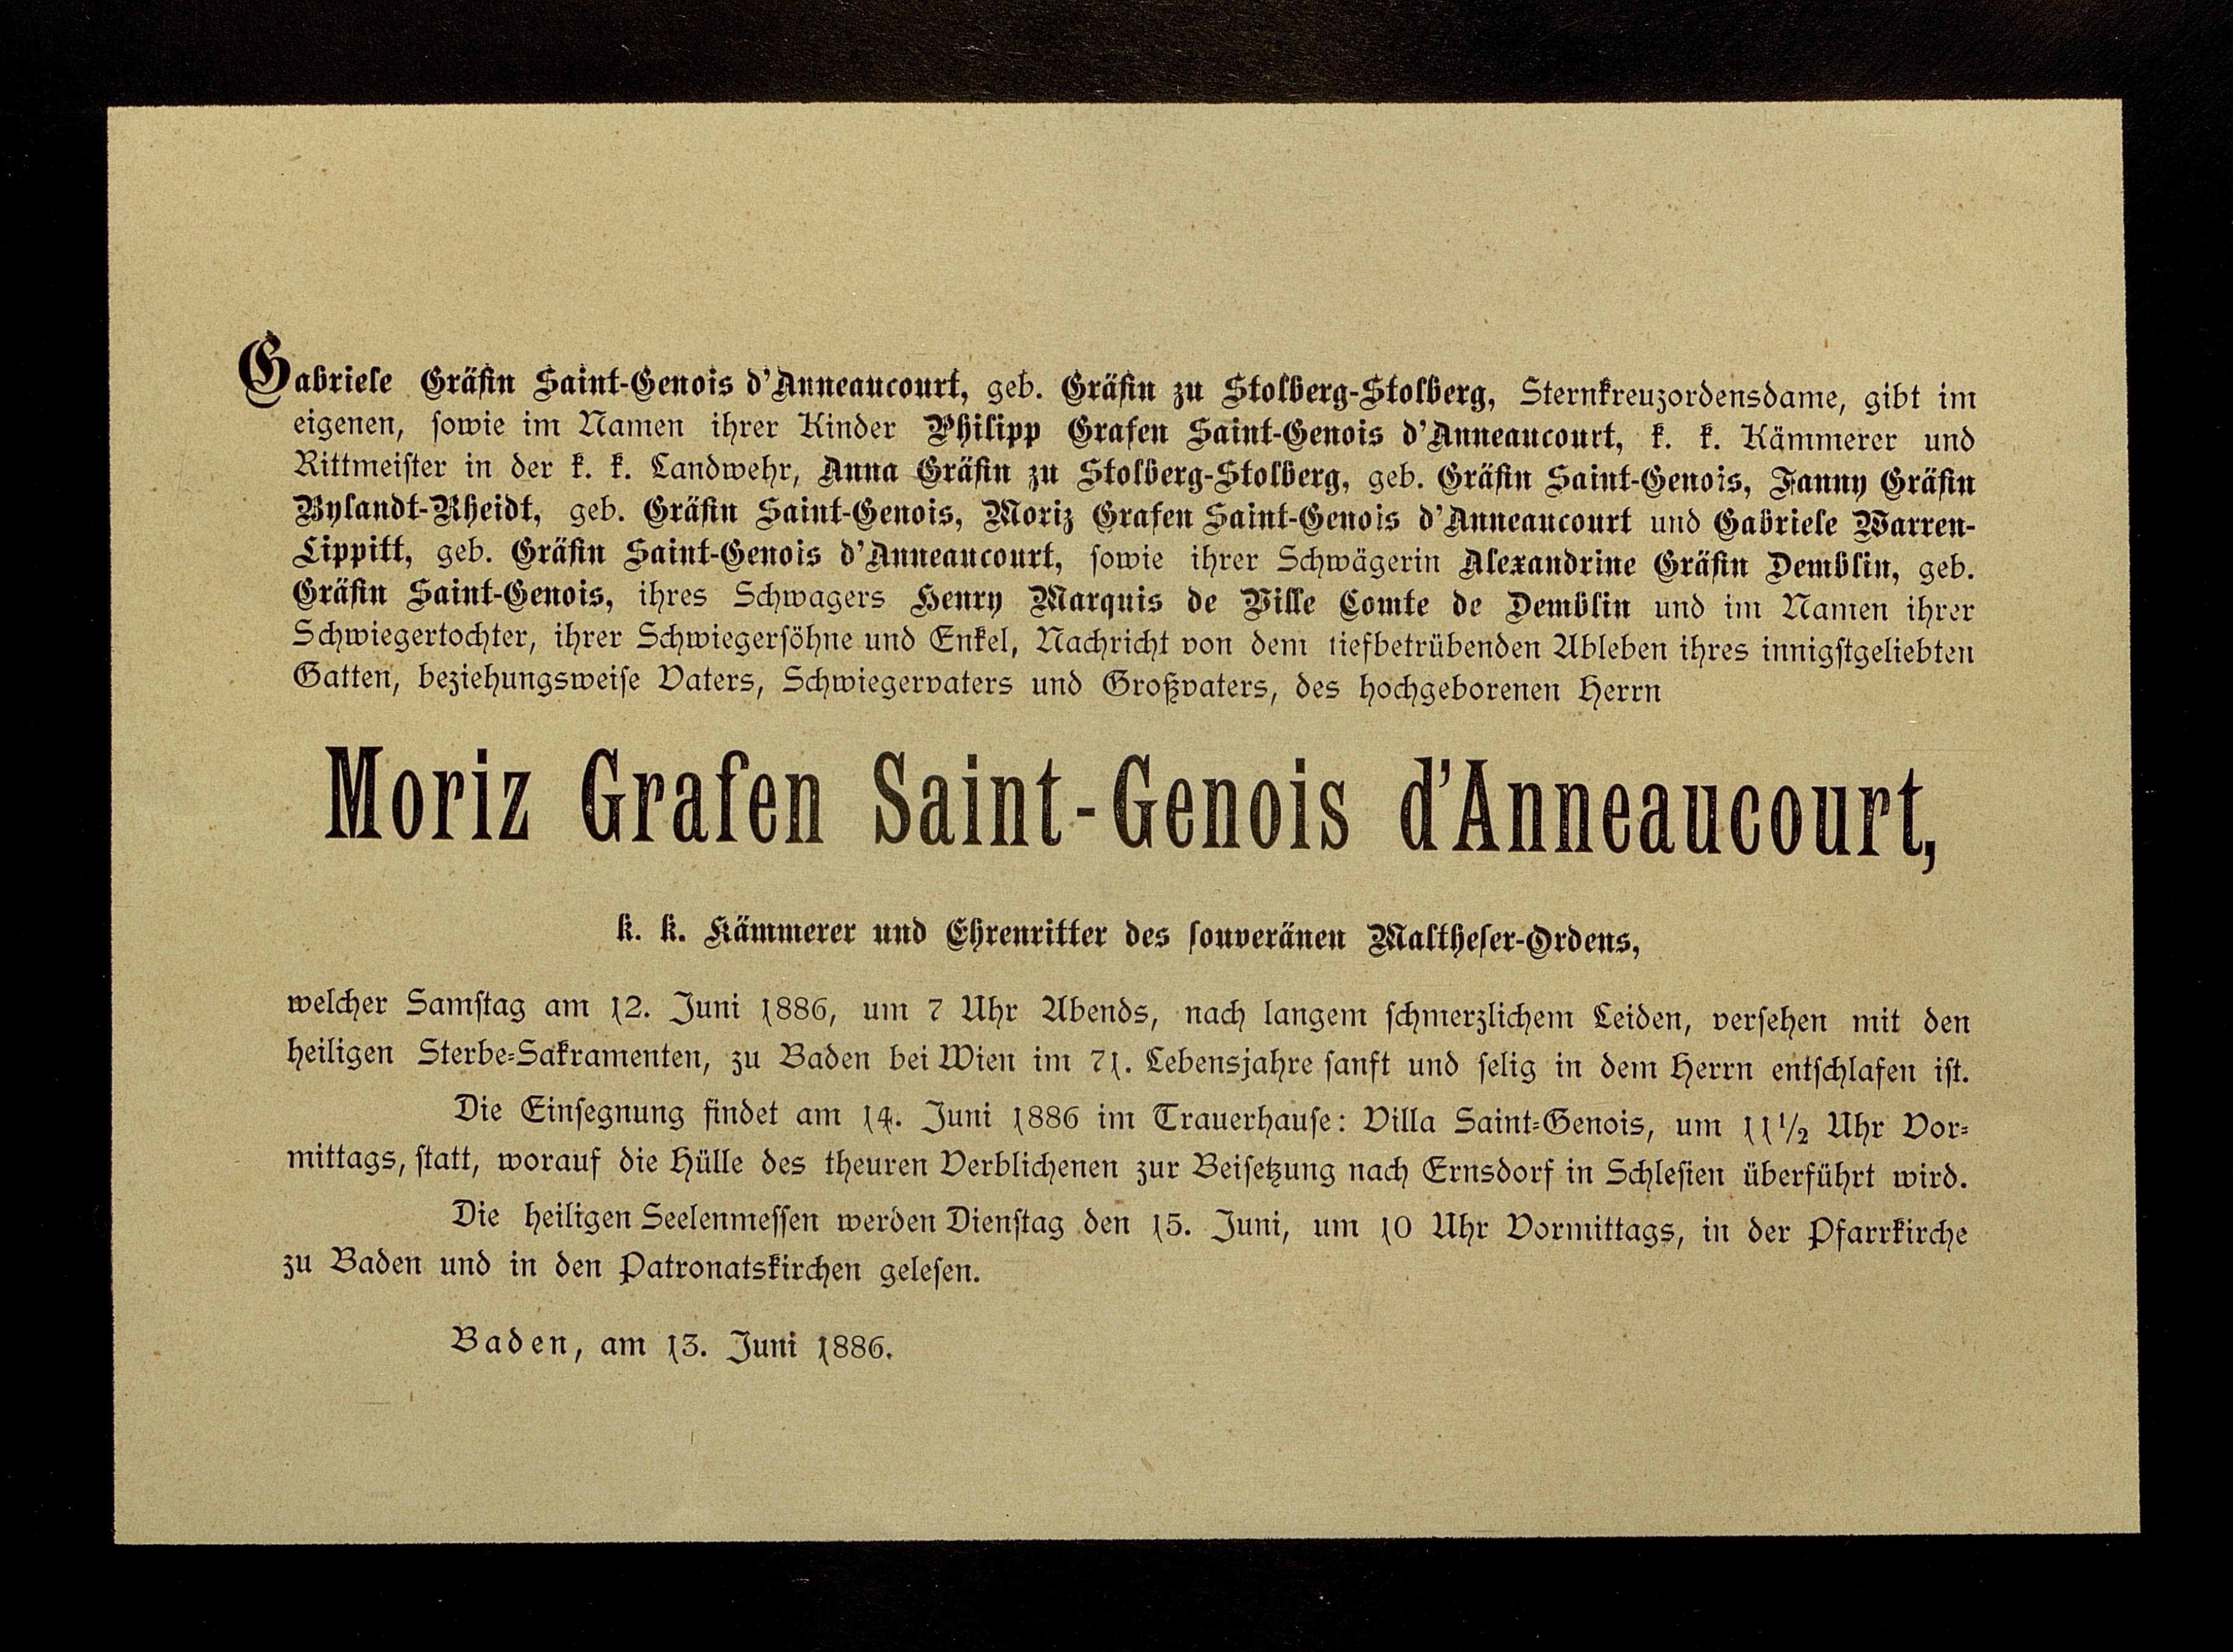 Gabriele Gräfin Saint-Genois d'Anneaucourt, geb. Gräfin zu Stolberg-Stolberg, Sternkreuzordensdame, gibt im
eigenen, sowie im Namen ihrer Kinder Philipp Grafen Saint-Genois d'Anneaucourt, k. k. Kämmerer und
Rittmeister in der k. k. Landwehr, Anna Gräfin zu Stolberg-Stolberg, geb. Gräfin Saint-Genois, Fanny Gräfin
Bylandt-Rheidt, geb. Gräfin Saint-Genois, Moriz Grafen Saint-Genois d'Anneaucourt und Gabriele Warren-
Lippitt, geb. Gräfin Saint-Genois d'Anneaucourt, sowie ihrer Schwägerin Alexandrine Gräfin Demblin, geb.
Gräfin Saint-Genois, ihres Schwagers Henry Marquis de Ville Comte de Demblin und im Namen ihrer
Schwiegertochter, ihrer Schwiegersöhne und Enkel, Nachricht von dem tiefbetrübenden Ableben ihres innigstgeliebten
Gatten, beziehungsweise Vaters, Schwiegervaters und Großvaters, des hochgeborenen Herrn
Moriz Grafen Saint-Genois d'Anneaucourt,
k. k. Kämmerer und Ehrenritter des souveränen Maltheser-Ordens,
welcher Samstag am 12. Juni 1886, um 7 Uhr Abends, nach langem schmerzlichem Leiden, versehen mit den
heiligen Sterbe-Sakramenten, zu Baden bei Wien im 71. Lebensjahre sanft und selig in dem Herrn entschlafen ist.
Die Einsegnung findet am 14. Juni 1886 im Trauerhause: Villa Saint-Genois, um 11 1/2 Uhr Vor-
mittags, statt, worauf die Hülle des theuren Verblichenen zur Beisetzung nach Ernsdorf in Schlesien überführt wird.
Die heiligen Seelenmessen werden Dienstag den 15. Juni, um 10 Uhr Vormittags, in der Pfarrkirche
zu Baden und in den Patronatskirchen gelesen.
Baden, am 13. Juni 1886.